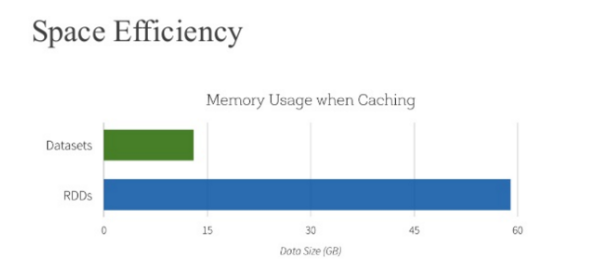 Space Efficiency
Memory Usage when Caching
Datasets
RDDs
0 15 30 45 60
Data Size (GB)